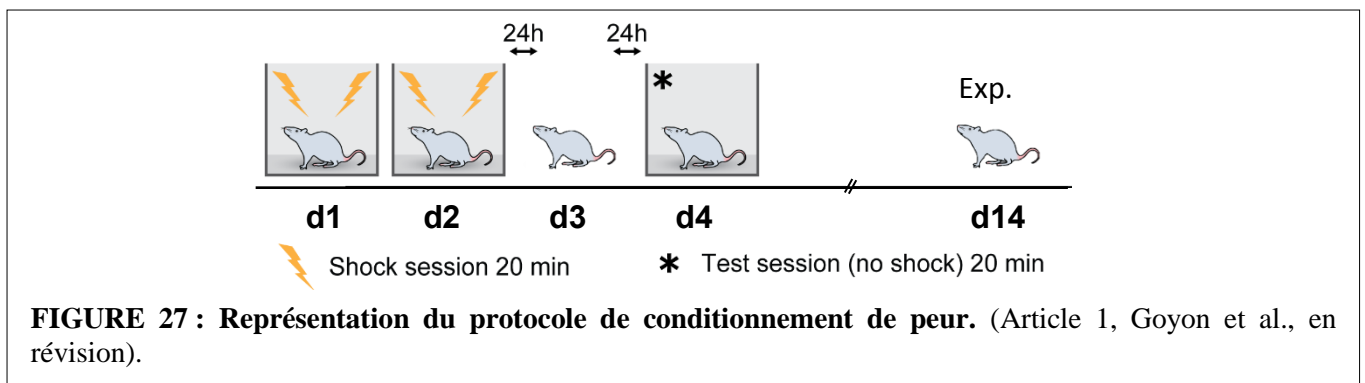 24h 24h
* Exp.
d1 d2 d3 d4 d14
Shock session 20 min * Test session (no shock) 20 min
FIGURE 27 : Représentation du protocole de conditionnement de peur. (Article 1, Goyon et al., en
révision).